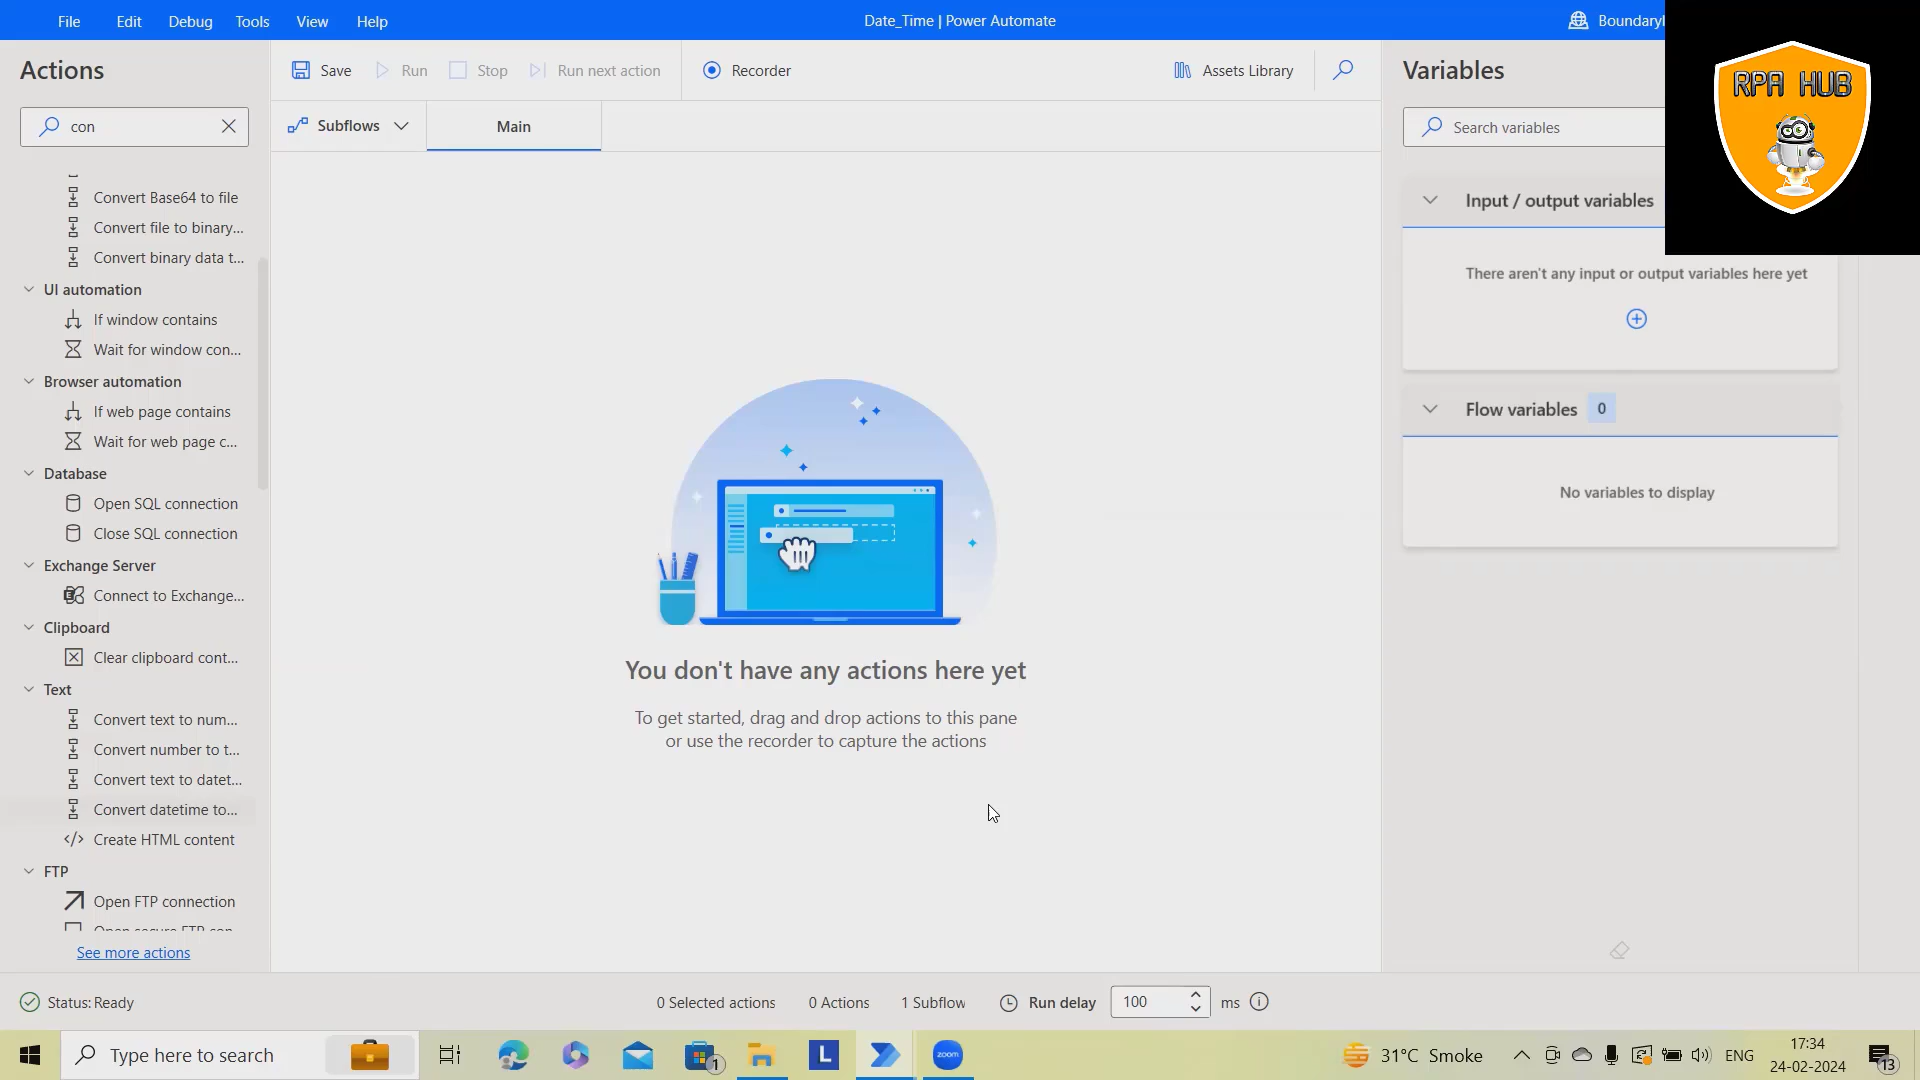 File Edit Debug Tools View Help
Date_Time | Power Automate
Actions
con
Convert Base64 to file
Convert file to binary...
Convert binary data t...
UI automation
If window contains
Wait for window con...
Browser automation
If web page contains
Wait for web page c...
Database
Open SQL connection
Close SQL connection
Exchange Server
Connect to Exchange...
Clipboard
Clear clipboard cont...
Text
Convert text to num...
Convert number to t...
Convert text to datet...
Convert datetime to...
Create HTML content
FTP
Open FTP connection
See more actions
Save Run Stop Run next action Recorder Assets Library
Subflows Main
You don't have any actions here yet
To get started, drag and drop actions to this pane
or use the recorder to capture the actions
Variables
Search variables
Input / output variables
There aren't any input or output variables here yet
Flow variables 0
No variables to display
RPA HUB
Status: Ready 0 Selected actions 0 Actions 1 Subflow Run delay 100 ms
Type here to search
L
1
zoom
31°C Smoke
ENG
17:34
24-02-2024
13